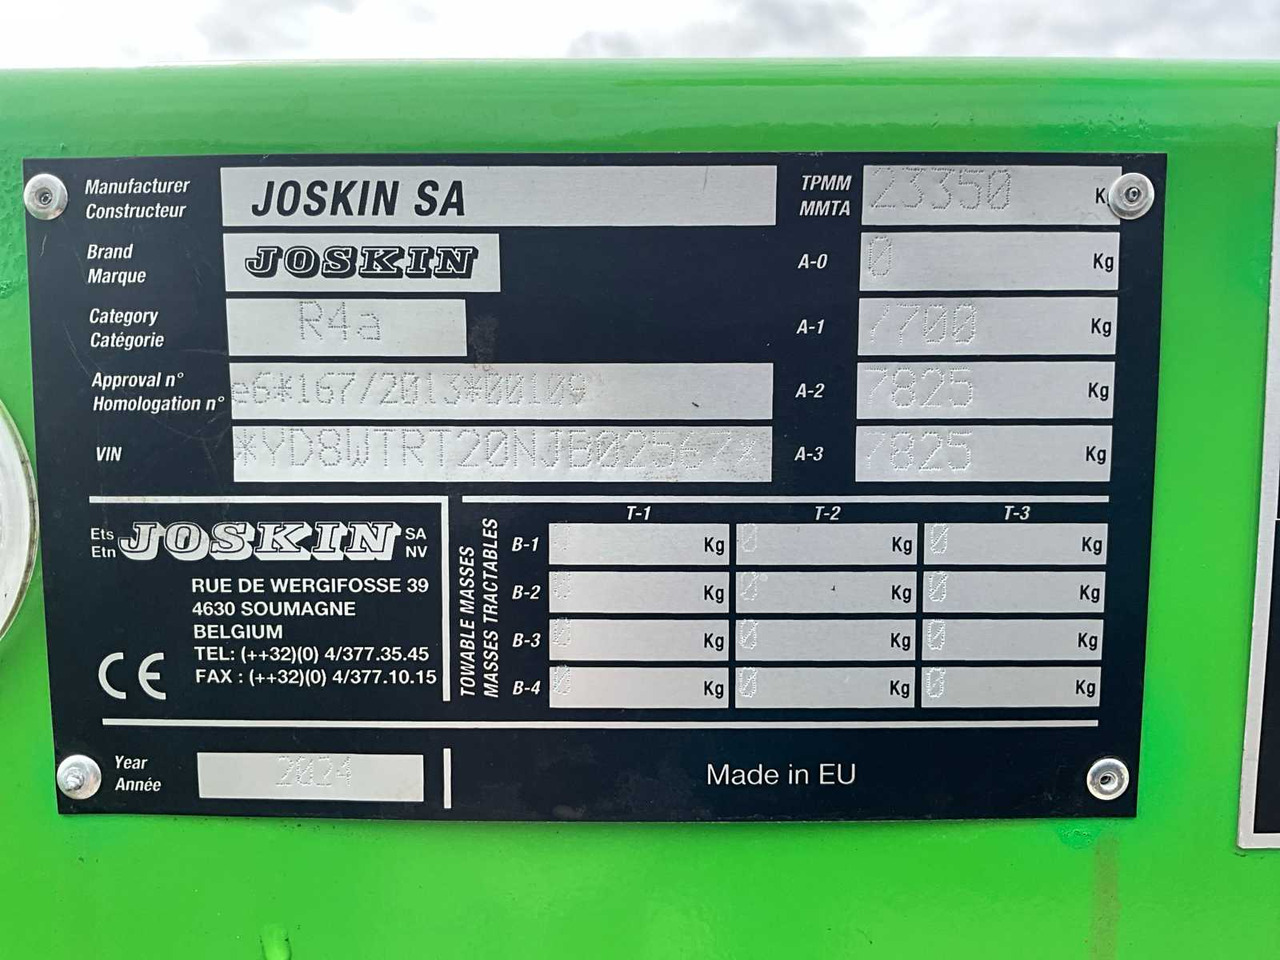 Manufacturer
Constructeur
JOSKIN SA
TPMM
MMTA
23350
Brand
Marque
JOSKIN
A-0
0
Kg
Category
Catégorie
R4a
A-1
7700
Kg
Approval n°
Homologation n°
e6*167/2013*00109
A-2
7825
Kg
VIN
*YD8WTRT20NJB02567*
A-3
7825
Kg
Ets
Etn
JOSKIN
SA
NV
RUE DE WERGIFOSSE 39
4630 SOUMAGNE
BELGIUM
TEL: (++32)(0) 4/377.35.45
FAX : (++32)(0) 4/377.10.15
CE
TOWABLE MASSES
MASSES TRACTABLES
T-1 T-2 T-3
B-1 0 Kg 0 Kg 0 Kg
B-2 0 Kg 0 Kg 0 Kg
B-3 0 Kg 0 Kg 0 Kg
B-4 0 Kg 0 Kg 0 Kg
Year
Année
2024
Made in EU